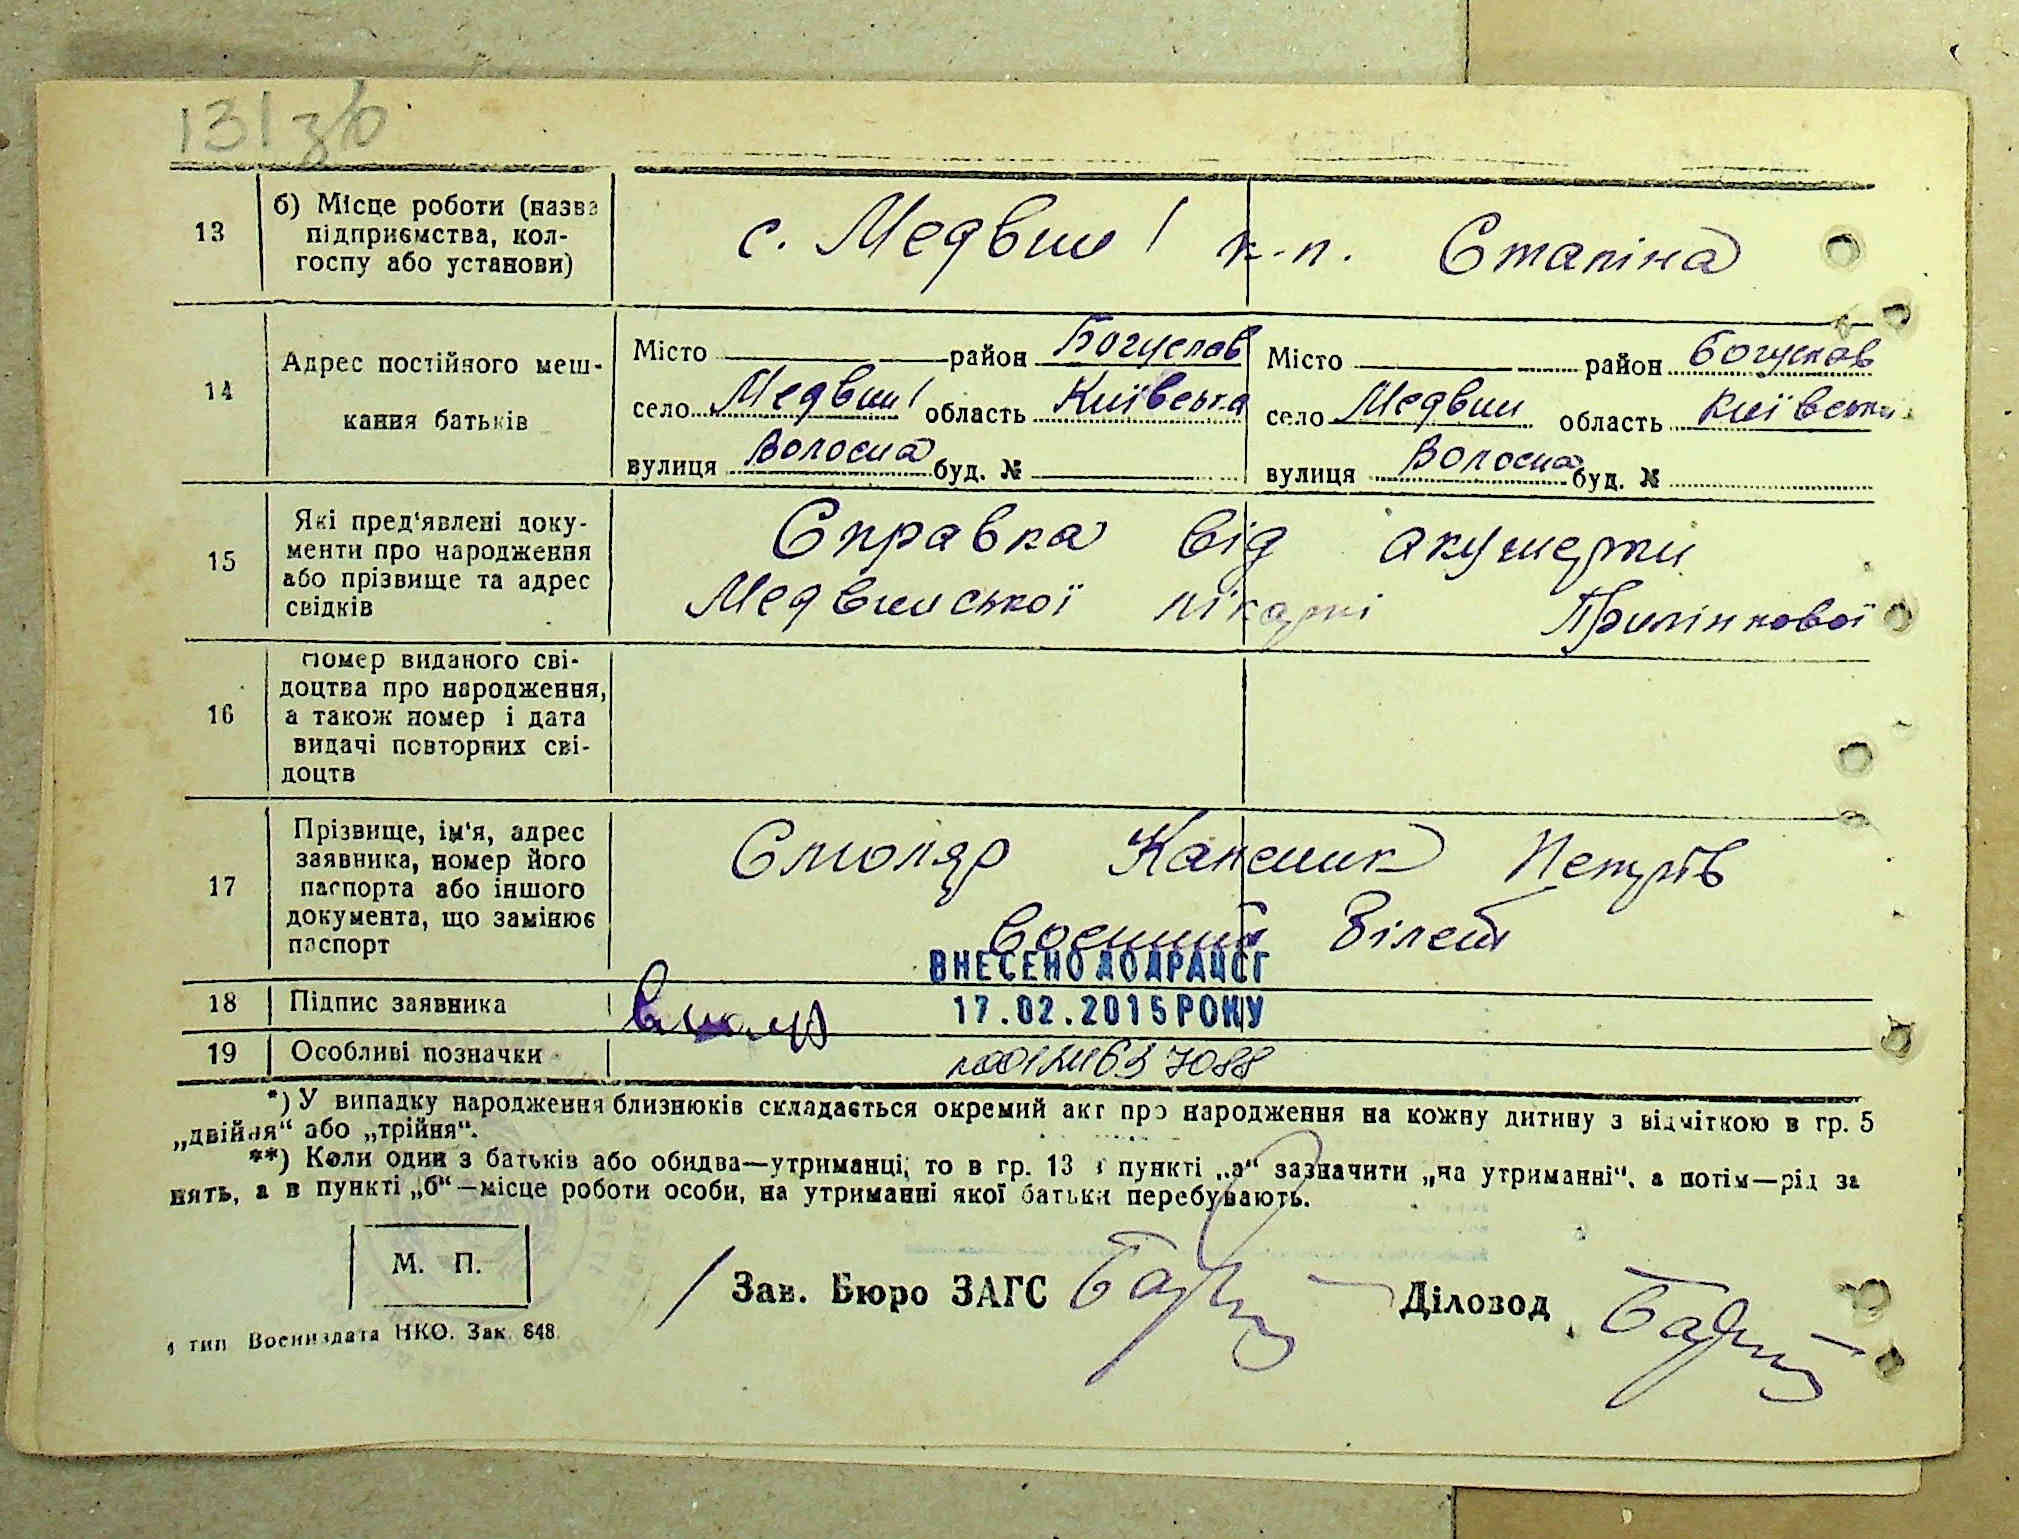 131 зв
13
б) Місце роботи (назва
підприємства, кол-
госпу або установи)
с. Медвин к-п. Сталіна
14
Адрес постійного меш-
кання батьків
Місто район Богуслав
село Медвин область Київська
вулиця Волосна буд. №
Місто район Богуслав
село Медвин область Київська
вулиця Волосна буд. №
15
Які пред'явлені доку-
менти про народження
або прізвище та адрес
свідків
Справка від акушерки
Медвинської лікарні
16
Номер виданого сві-
доцтва про народження,
а також номер і дата
видачі повторних сві-
доцтв
17
Прізвище, ім'я, адрес
заявника, номер його
паспорта або іншого
документа, що замінює
паспорт
Смоляр Петрів
воєнний білет
ВНЕСЕНО ДО ДРАЦСГ
17.02.2015 РОКУ
18
Підпис заявника
19
Особливі позначки
*) У випадку народження близнюків складається окремий акт про народження на кожну дитину з відміткою в гр. 5
„двійня“ або „трійня“.
**) Коли один з батьків або обидва—утриманці, то в гр. 13 в пункті „а“ зазначити „на утриманні“, а потім—рід за
нять, а в пункті „б“—місце роботи особи, на утриманні якої батьки перебувають.
М. П.
Зав. Бюро ЗАГС
Діловод
тип Воениздата НКО. Зак. 648.